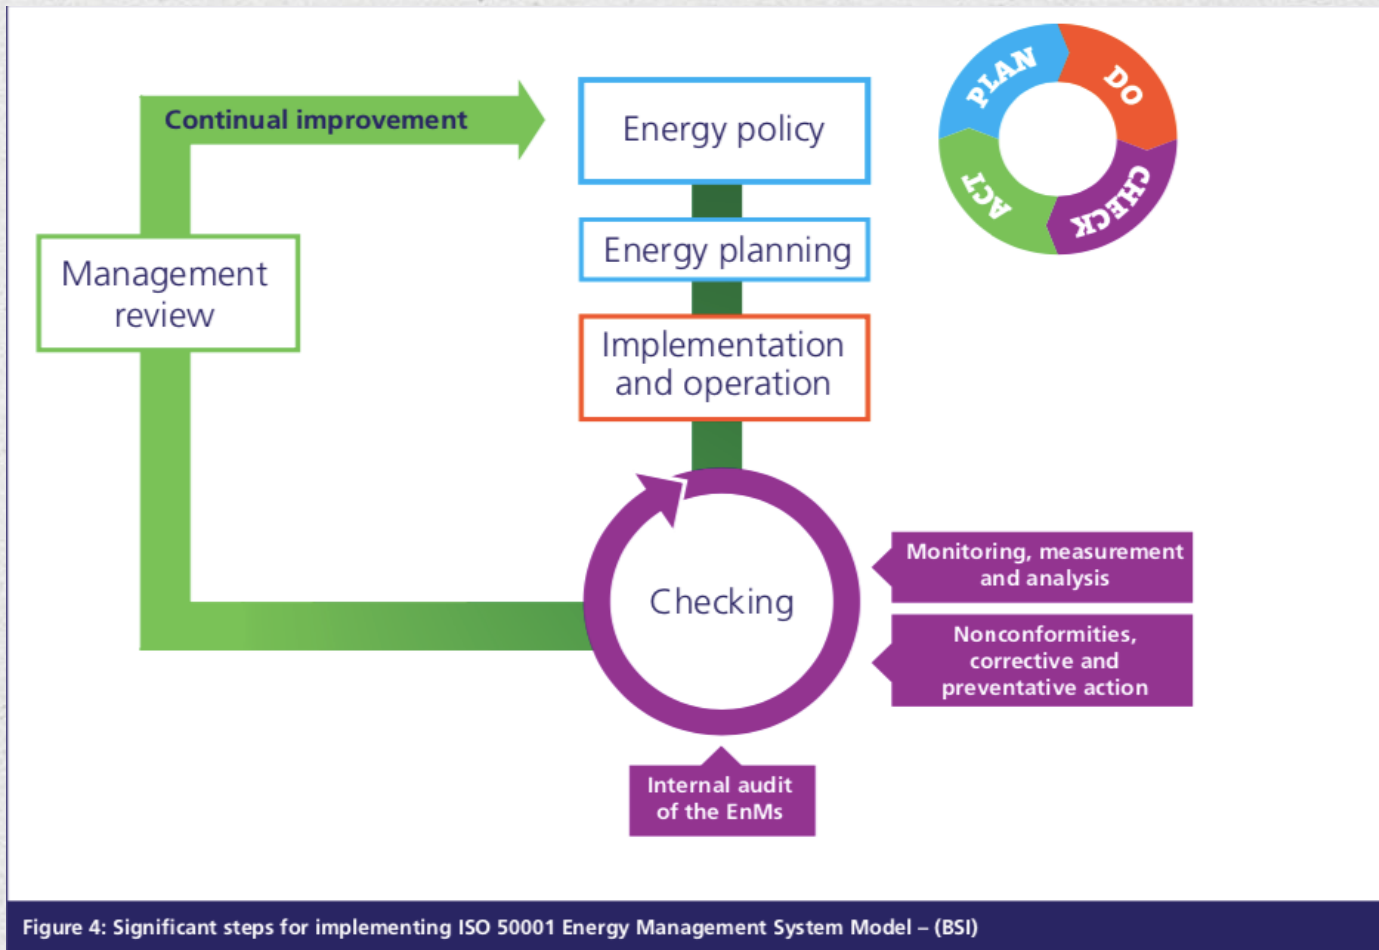 Continual improvement
Energy policy
PLAN
DO
CHECK
ACT
Energy planning
Management
review
Implementation
and operation
Checking
Monitoring, measurement
and analysis
Nonconformities,
corrective and
preventative action
Internal audit
of the EnMs
Figure 4: Significant steps for implementing ISO 50001 Energy Management System Model – (BSI)